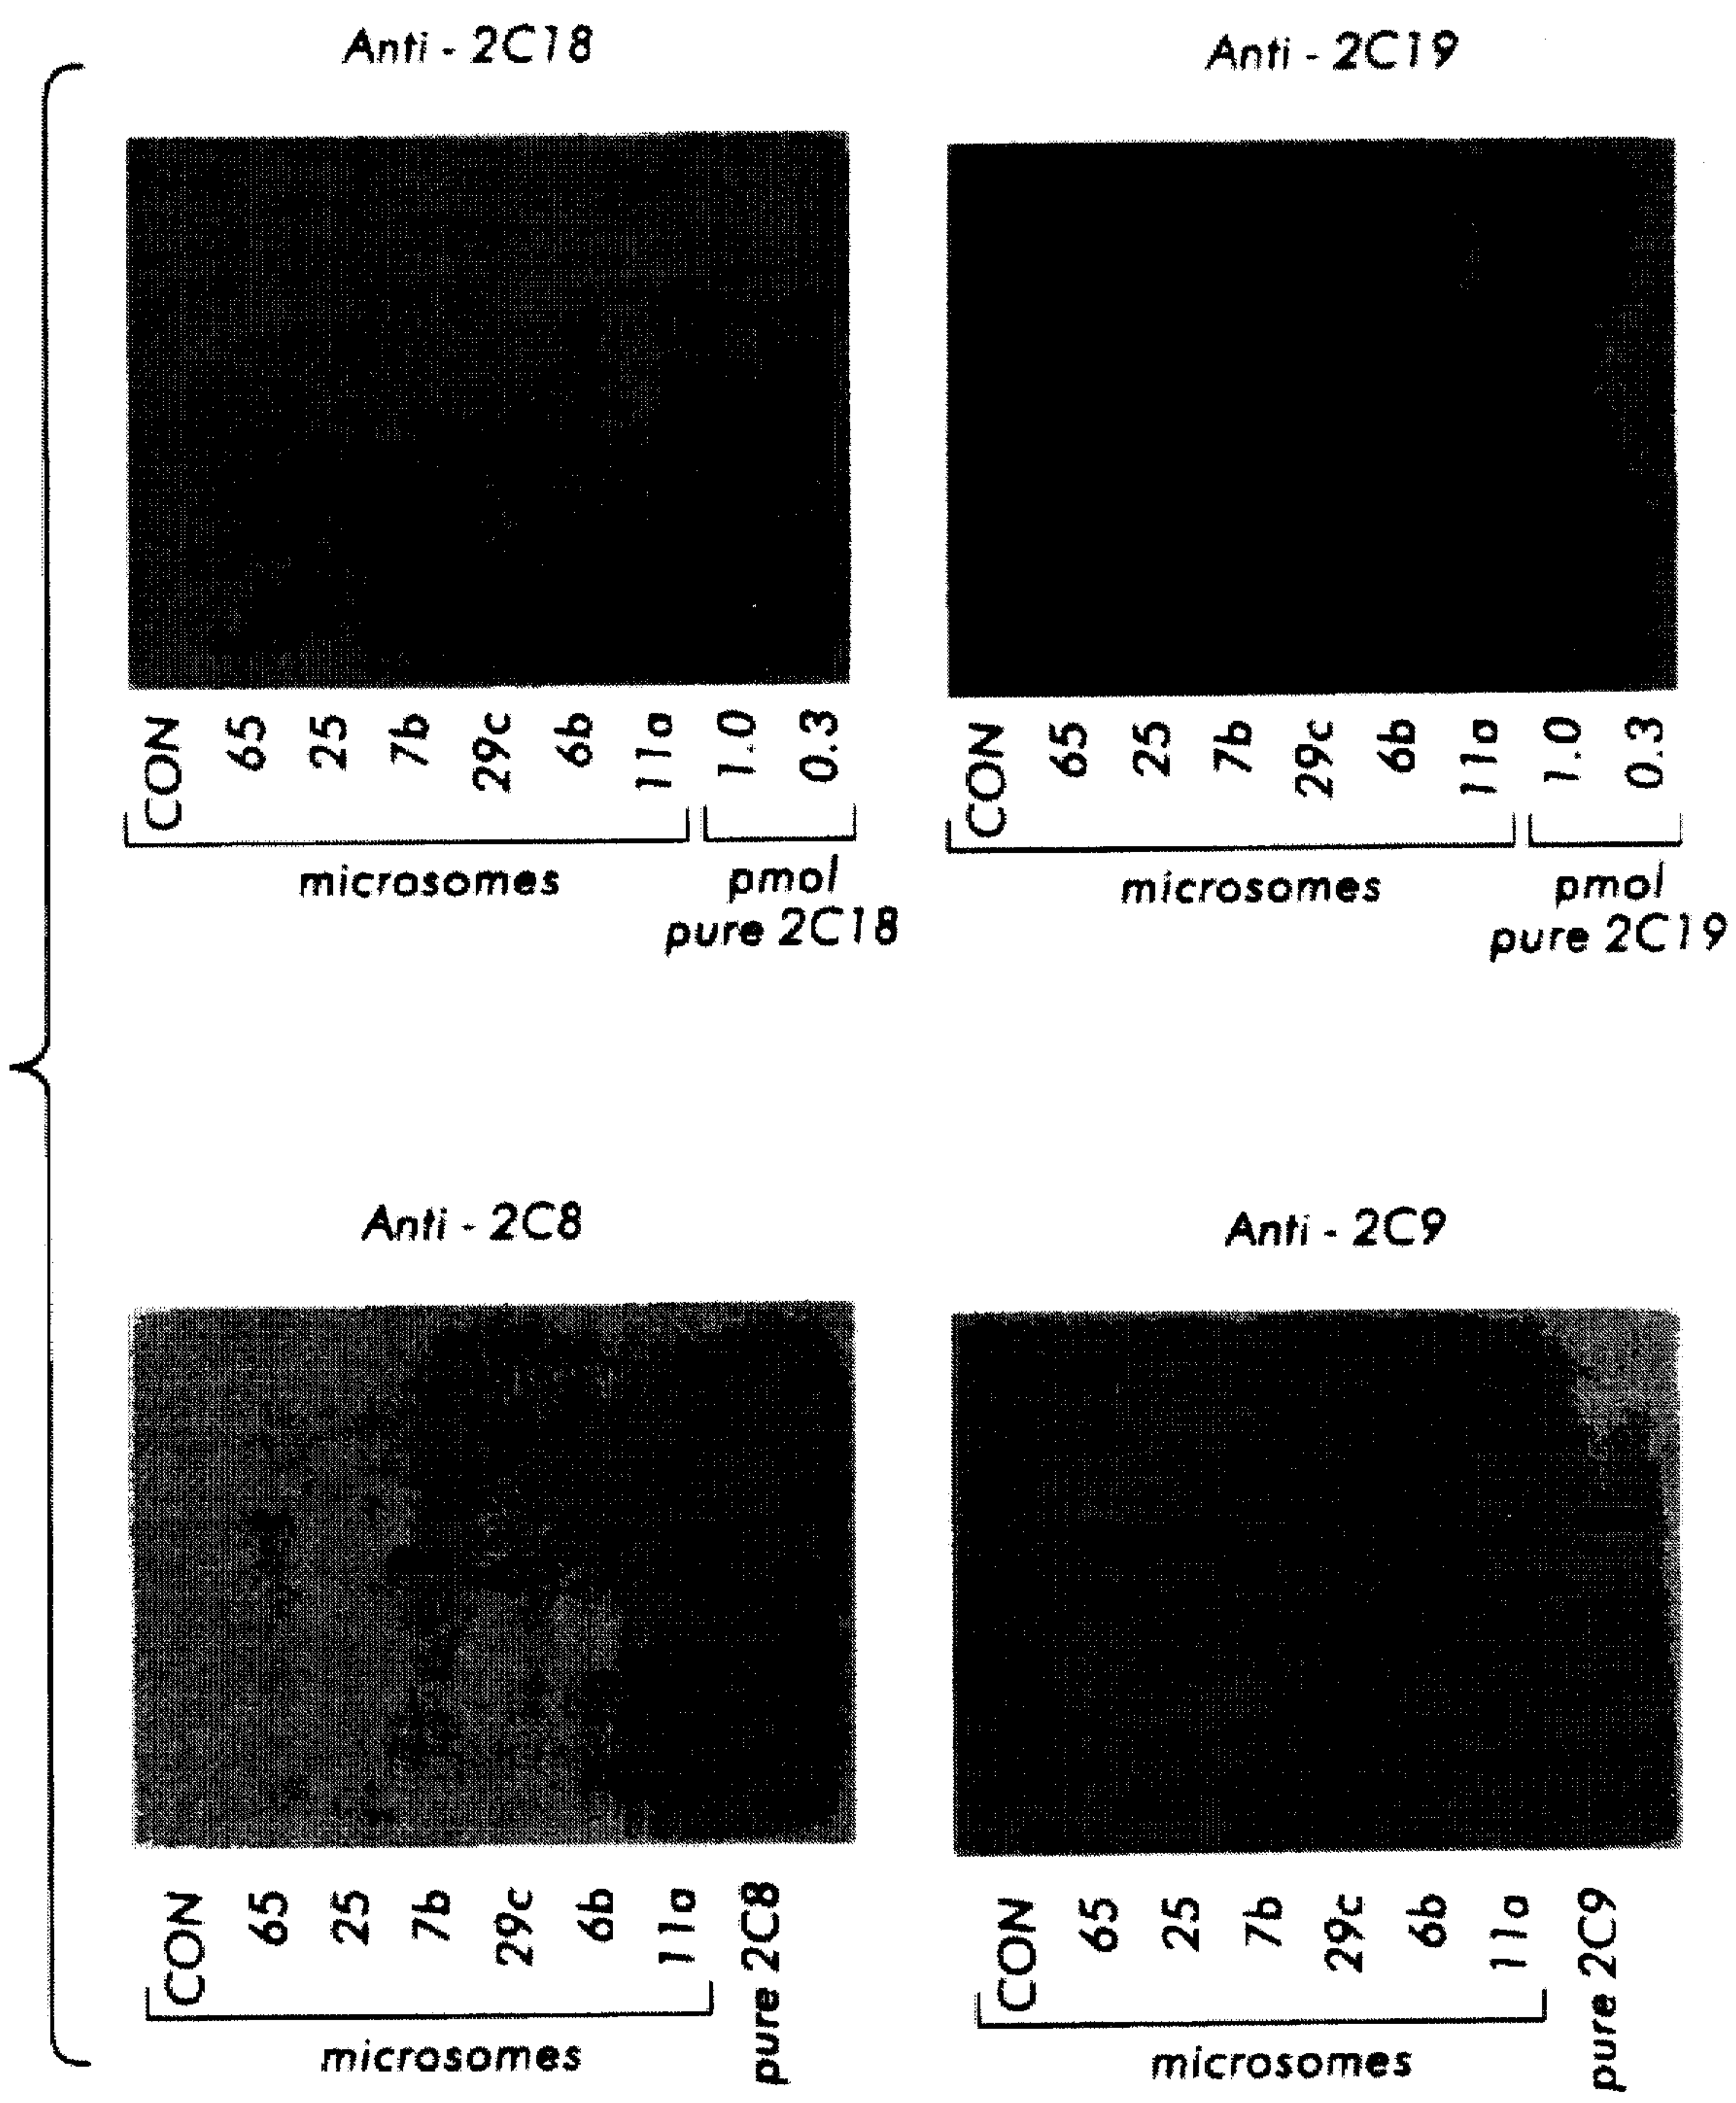 Anti - 2C18
CON 65 25 7b 29c 6b 11a 1.0 0.3
microsomes pmol
pure 2C18
Anti - 2C19
CON 65 25 7b 29c 6b 11a 1.0 0.3
microsomes pmol
pure 2C19
Anti - 2C8
CON 65 25 7b 29c 6b 11a pure 2C8
microsomes
Anti - 2C9
CON 65 25 7b 29c 6b 11a pure 2C9
microsomes